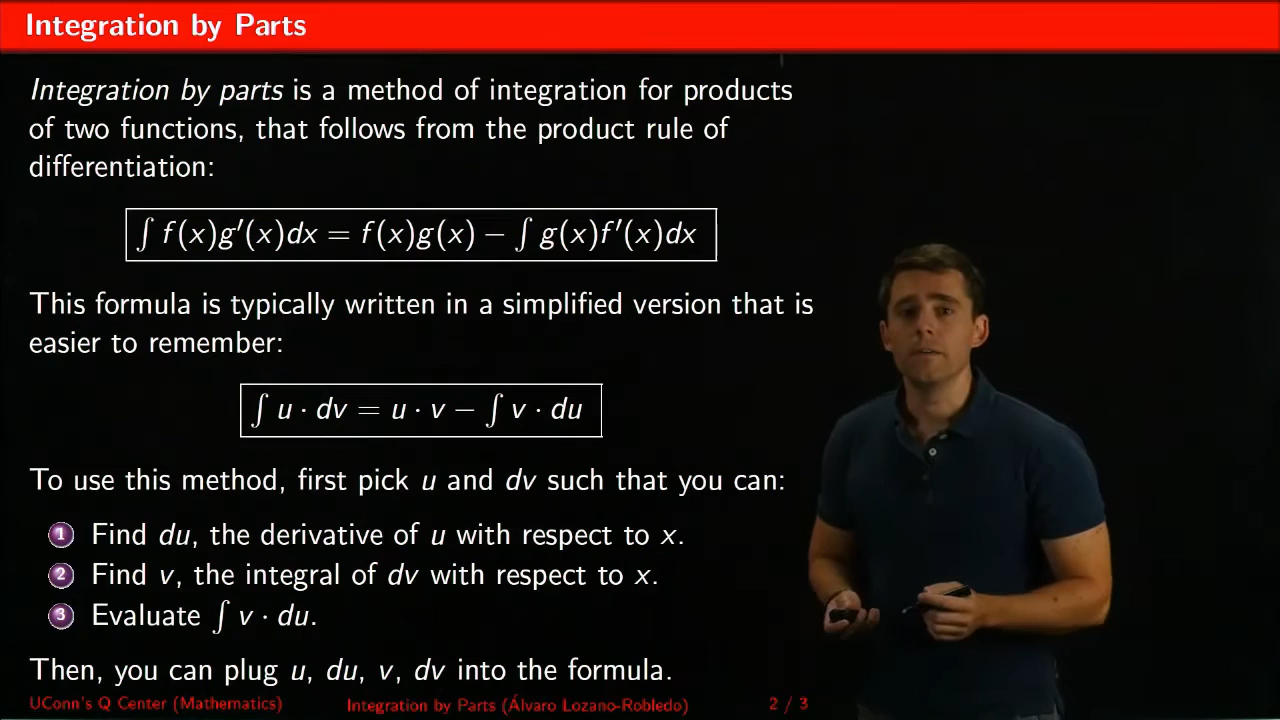 Integration by Parts
Integration by parts is a method of integration for products
of two functions, that follows from the product rule of
differentiation:
∫ f(x)g′(x)dx = f(x)g(x) − ∫ g(x)f′(x)dx
This formula is typically written in a simplified version that is
easier to remember:
∫ u · dv = u · v − ∫ v · du
To use this method, first pick u and dv such that you can:
1 Find du, the derivative of u with respect to x.
2 Find v, the integral of dv with respect to x.
3 Evaluate ∫ v · du.
Then, you can plug u, du, v, dv into the formula.
UConn's Q Center (Mathematics) Integration by Parts (Álvaro Lozano-Robledo) 2 / 3